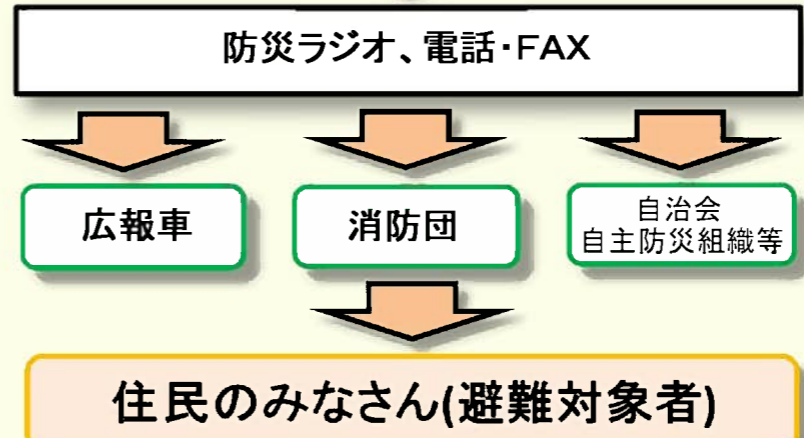 防災ラジオ、電話・FAX
広報車
消防団
自治会
自主防災組織等
住民のみなさん(避難対象者)